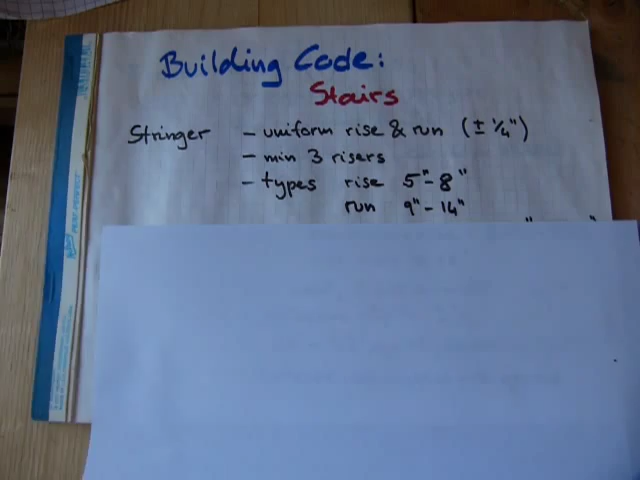 Building Code:
Stairs
Stringer - uniform rise & run (± 1/4")
- min 3 risers
- types rise 5"-8"
run 9"-14"